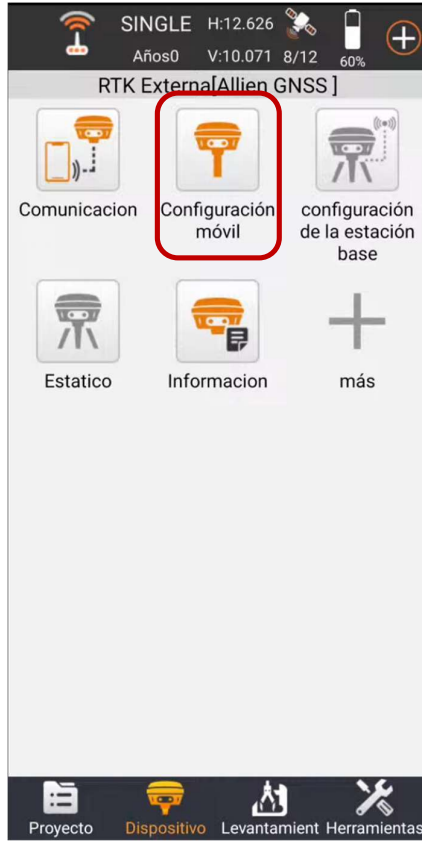 SINGLE H:12.626
Años0 V:10.071 8/12 60%
RTK Externa[Allien GNSS ]
Comunicacion
Configuración
móvil
configuración
de la estación
base
Estatico
Informacion
más
Proyecto
Dispositivo
Levantamient
Herramientas